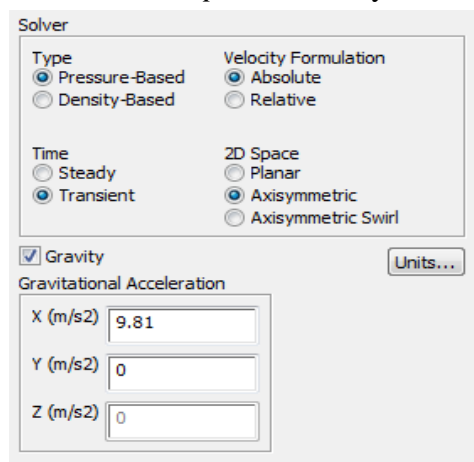 Solver
Type
Pressure-Based
Density-Based
Velocity Formulation
Absolute
Relative
Time
Steady
Transient
2D Space
Planar
Axisymmetric
Axisymmetric Swirl
Gravity
Units...
Gravitational Acceleration
X (m/s2) 9.81
Y (m/s2) 0
Z (m/s2) 0